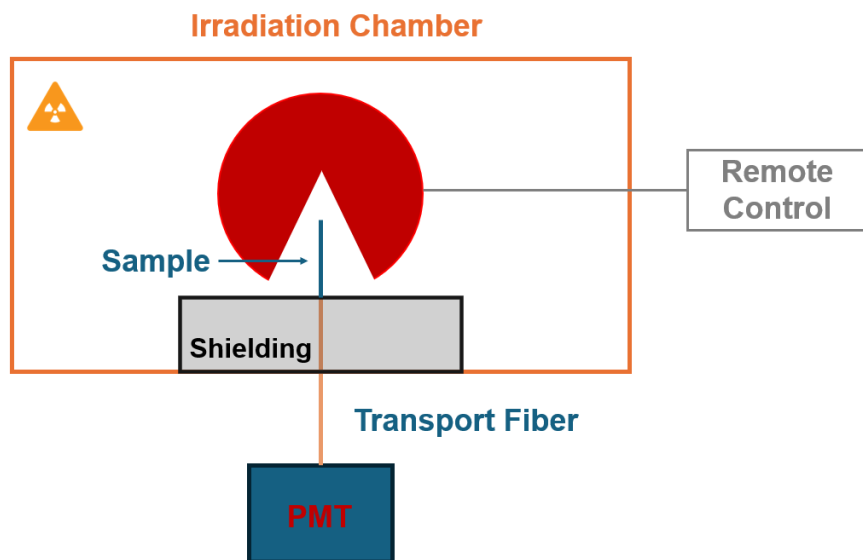 Irradiation Chamber
Remote
Control
Sample
Shielding
Transport Fiber
PMT